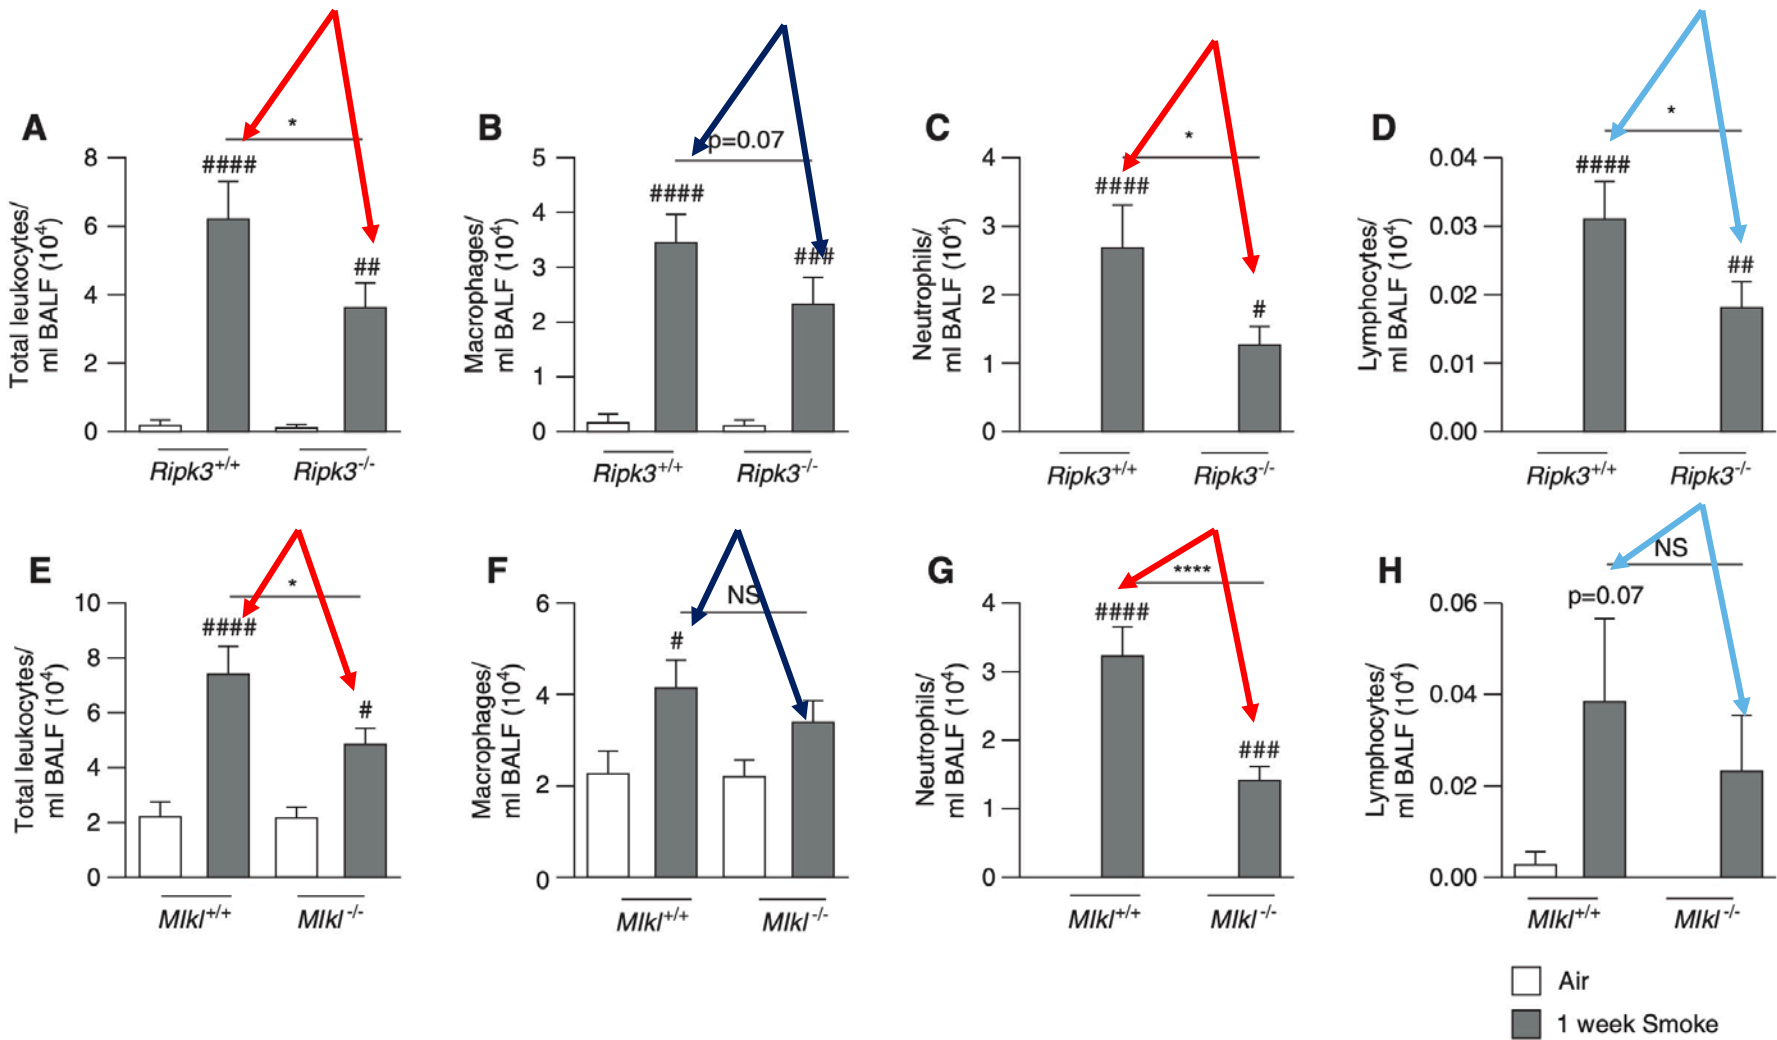 A
Total leukocytes/
ml BALF (10⁴)
8
6
4
2
0
####
*
##
Ripk3+/+
Ripk3-/-
B
Macrophages/
ml BALF (10⁴)
5
4
3
2
1
0
####
p=0.07
###
Ripk3+/+
Ripk3-/-
C
Neutrophils/
ml BALF (10⁴)
4
3
2
1
0
####
*
#
Ripk3+/+
Ripk3-/-
D
Lymphocytes/
ml BALF (10⁴)
0.04
0.03
0.02
0.01
0.00
####
*
##
Ripk3+/+
Ripk3-/-
E
Total leukocytes/
ml BALF (10⁴)
10
8
6
4
2
0
####
*
#
Mlkl+/+
Mlkl-/-
F
Macrophages/
ml BALF (10⁴)
6
4
2
0
#
NS
Mlkl+/+
Mlkl-/-
G
Neutrophils/
ml BALF (10⁴)
4
3
2
1
0
####
****
###
Mlkl+/+
Mlkl-/-
H
Lymphocytes/
ml BALF (10⁴)
0.06
0.04
0.02
0.00
p=0.07
NS
Mlkl+/+
Mlkl-/-
Air
1 week Smoke